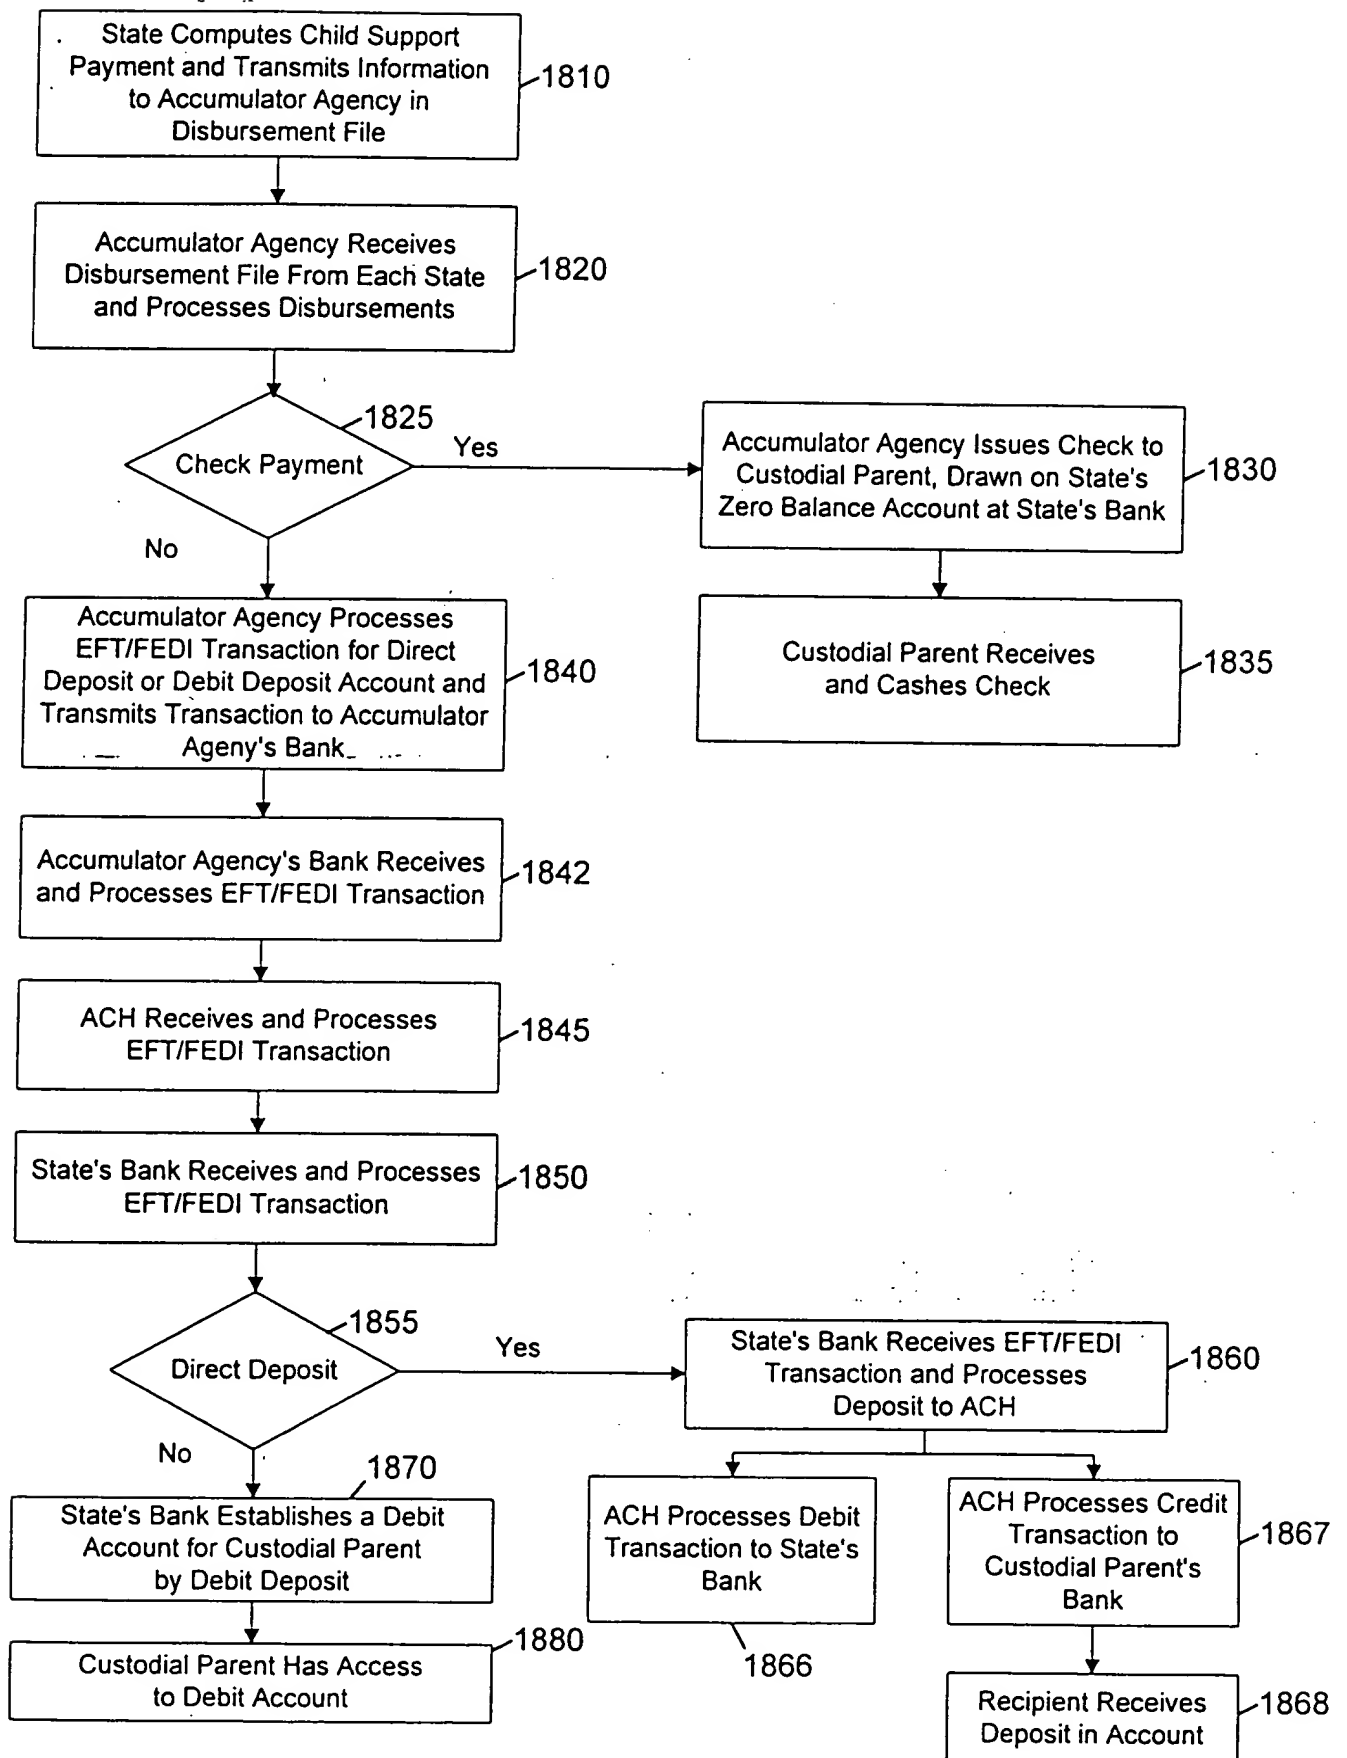 State Computes Child Support
Payment and Transmits Information
to Accumulator Agency in
Disbursement File
1810
Accumulator Agency Receives
Disbursement File From Each State
and Processes Disbursements
1820
1825
Check Payment
Yes
No
Accumulator Agency Issues Check to
Custodial Parent, Drawn on State's
Zero Balance Account at State's Bank
1830
Custodial Parent Receives
and Cashes Check
1835
Accumulator Agency Processes
EFT/FEDI Transaction for Direct
Deposit or Debit Deposit Account and
Transmits Transaction to Accumulator
Ageny's Bank
1840
Accumulator Agency's Bank Receives
and Processes EFT/FEDI Transaction
1842
ACH Receives and Processes
EFT/FEDI Transaction
1845
State's Bank Receives and Processes
EFT/FEDI Transaction
1850
1855
Direct Deposit
Yes
No
State's Bank Receives EFT/FEDI
Transaction and Processes
Deposit to ACH
1860
1870
State's Bank Establishes a Debit
Account for Custodial Parent
by Debit Deposit
ACH Processes Debit
Transaction to State's
Bank
1866
ACH Processes Credit
Transaction to
Custodial Parent's
Bank
1867
1880
Custodial Parent Has Access
to Debit Account
Recipient Receives
Deposit in Account
1868